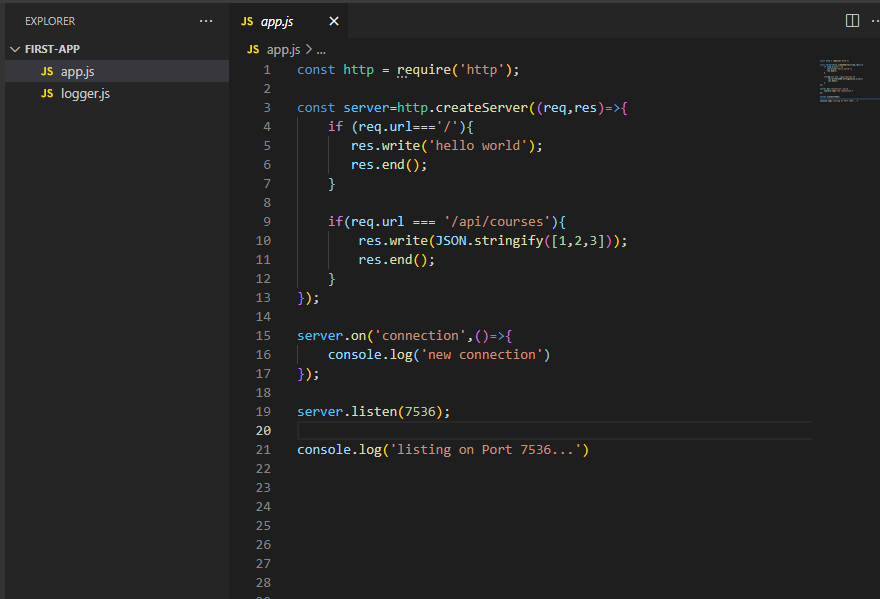 EXPLORER ...
FIRST-APP
JS app.js
JS logger.js
JS app.js ×
JS app.js > ...
1 const http = require('http');
2
3 const server=http.createServer((req,res)=>{
4 if (req.url==='/'){
5 res.write('hello world');
6 res.end();
7 }
8
9 if(req.url === '/api/courses'){
10 res.write(JSON.stringify([1,2,3]));
11 res.end();
12 }
13 });
14
15 server.on('connection',()=>{
16 console.log('new connection')
17 });
18
19 server.listen(7536);
20
21 console.log('listing on Port 7536...')
22
23
24
25
26
27
28